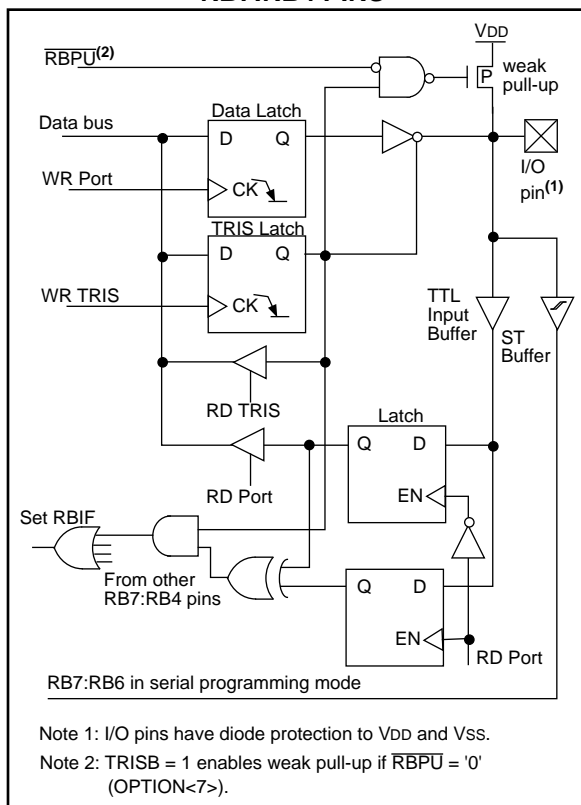 VDD
RBPU(2)
P
weak
pull-up
Data Latch
Data bus
D Q
I/O
pin(1)
WR Port
CK
TRIS Latch
D Q
WR TRIS
CK
TTL
Input
Buffer
ST
Buffer
RD TRIS
Latch
Q D
RD Port
EN
Set RBIF
From other
RB7:RB4 pins
Q D
EN
RD Port
RB7:RB6 in serial programming mode
Note 1: I/O pins have diode protection to VDD and VSS.
Note 2: TRISB = 1 enables weak pull-up if RBPU = '0'
(OPTION<7>).